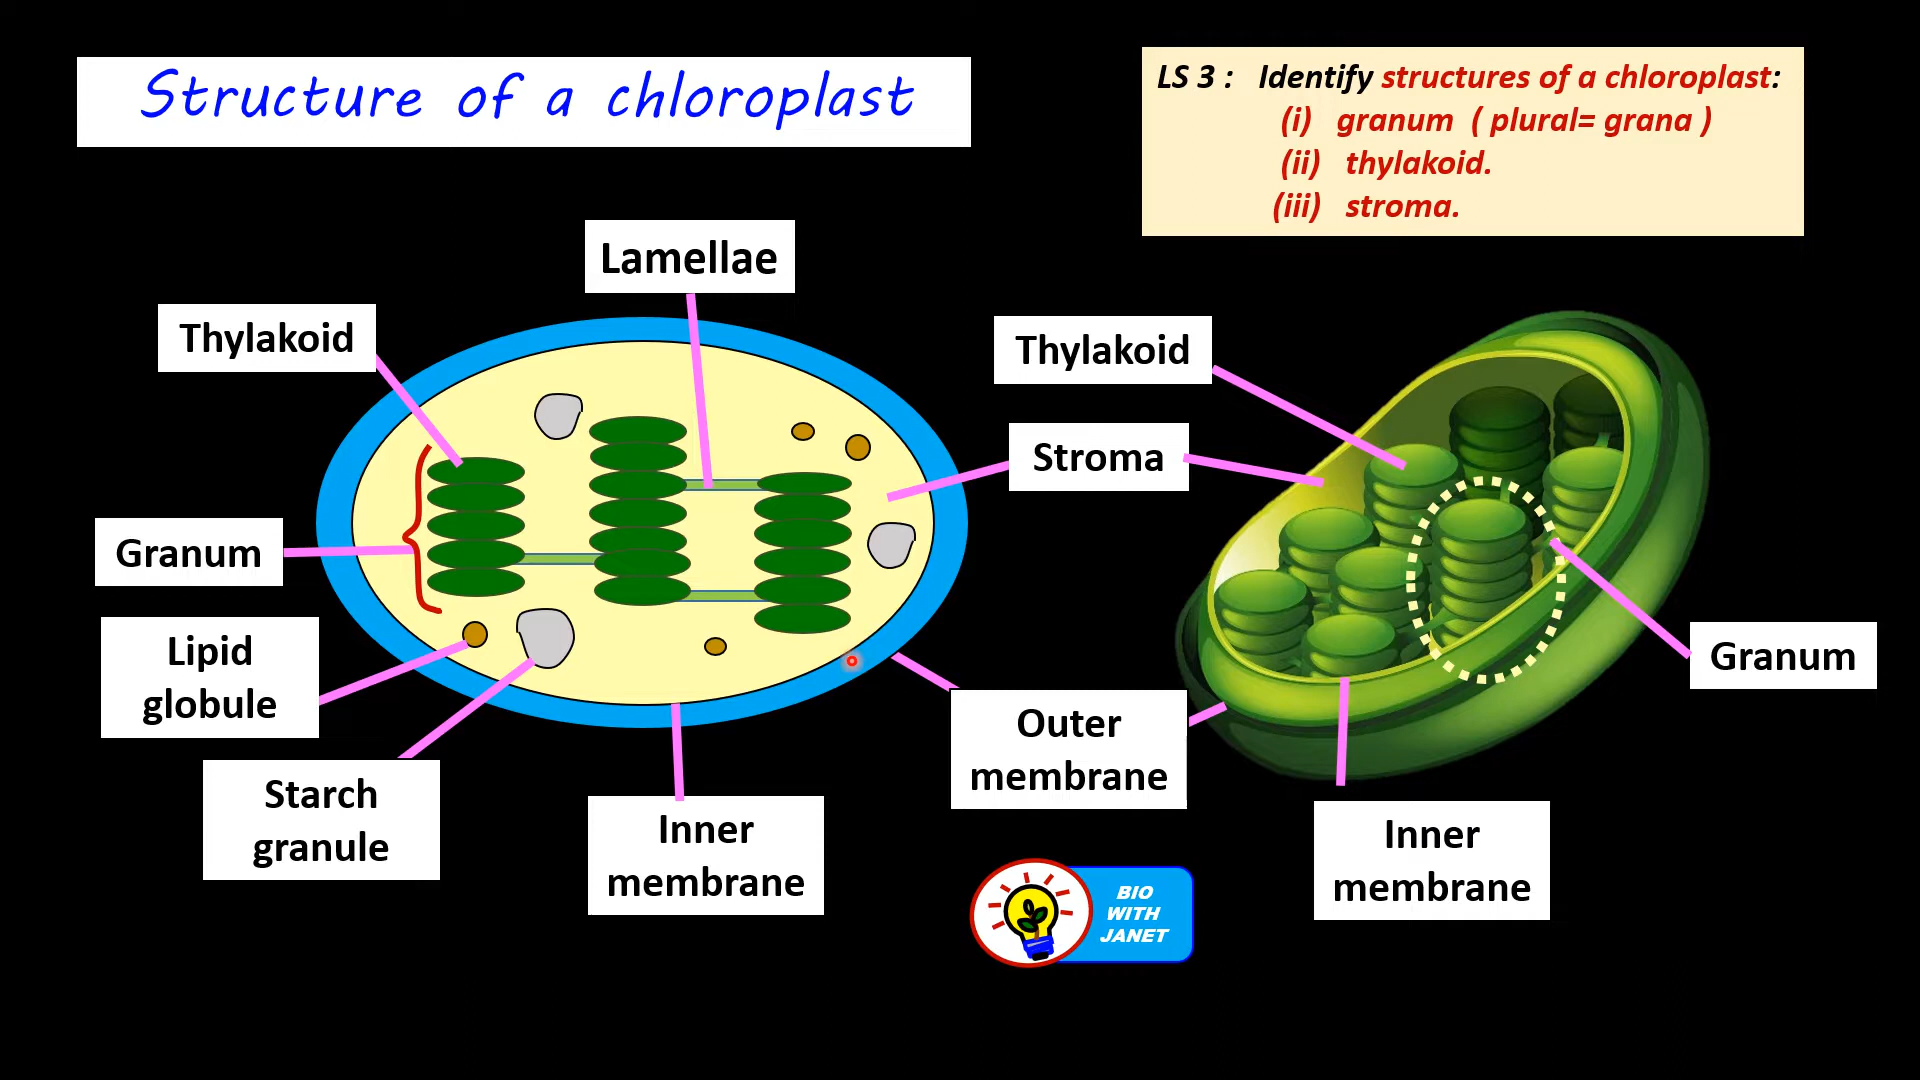 Structure of a chloroplast
LS 3 : Identify structures of a chloroplast:
(i) granum ( plural= grana )
(ii) thylakoid.
(iii) stroma.
Lamellae
Thylakoid
Granum
Lipid
globule
Starch
granule
Inner
membrane
Thylakoid
Stroma
Outer
membrane
Granum
Inner
membrane
BIO
WITH
JANET